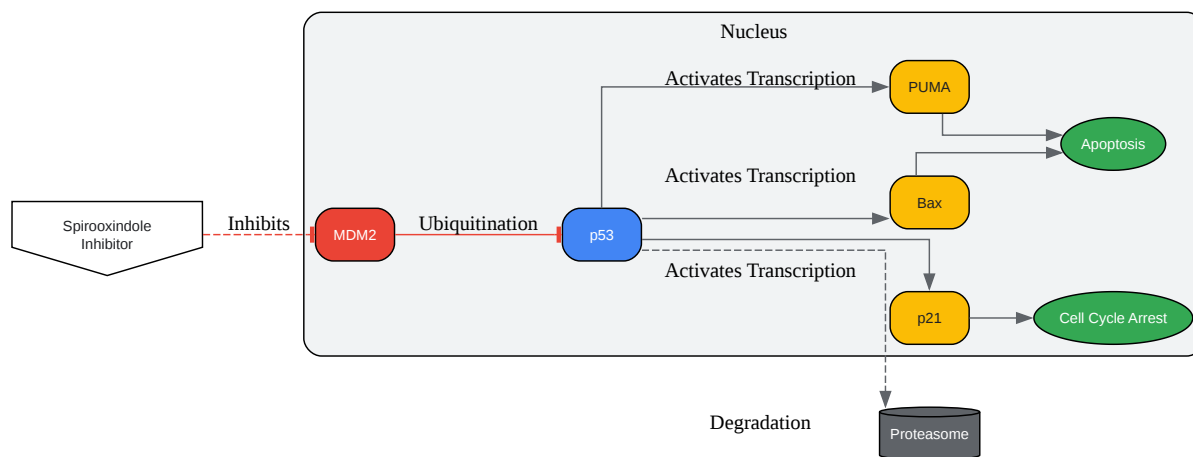 Nucleus
Activates Transcription
PUMA
Apoptosis
Activates Transcription
Bax
Spirooxindole
Inhibitor
Inhibits
MDM2
Ubiquitination
p53
Activates Transcription
p21
Cell Cycle Arrest
Degradation
Proteasome